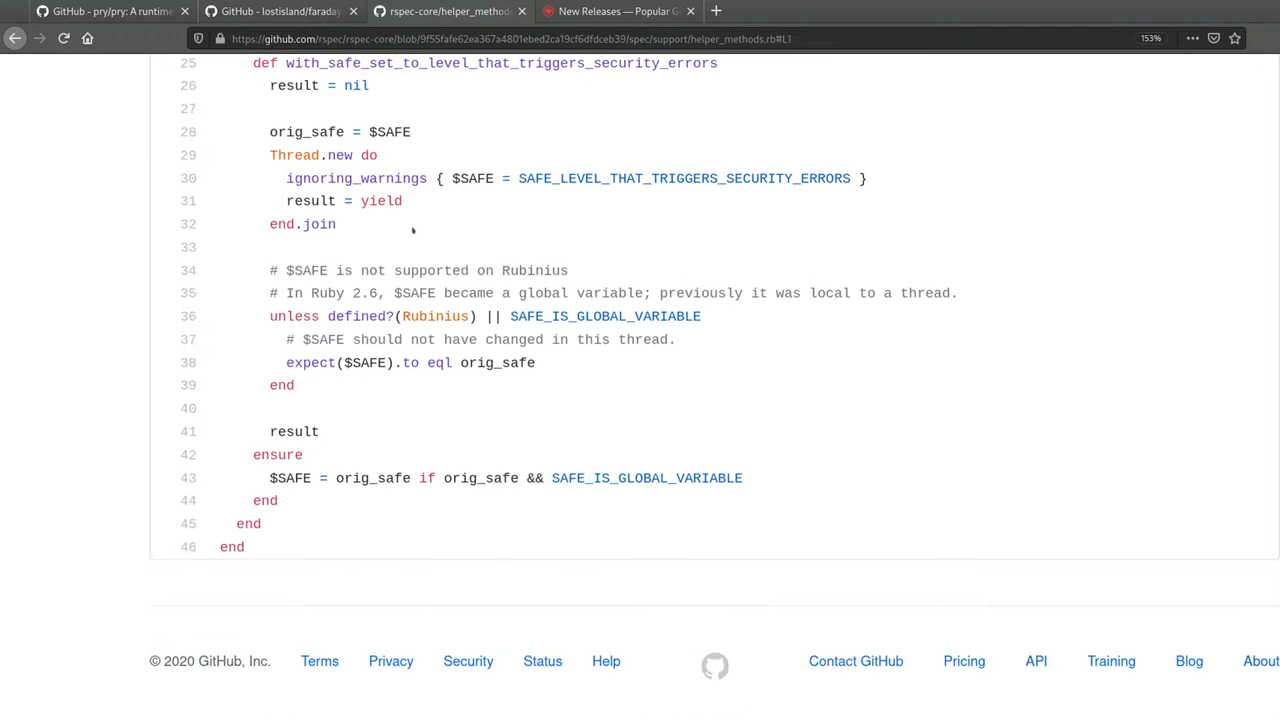 GitHub - pry/pry: A runtime
GitHub - lostisland/faraday.
rspec-core/helper_methods
New Releases — Popular G
https://github.com/rspec/rspec-core/blob/9f55fafe62ea367a4801ebed2ca19cf6dfdceb39/spec/support/helper_methods.rb#L1
153%
25 def with_safe_set_to_level_that_triggers_security_errors
26 result = nil
27
28 orig_safe = $SAFE
29 Thread.new do
30 ignoring_warnings { $SAFE = SAFE_LEVEL_THAT_TRIGGERS_SECURITY_ERRORS }
31 result = yield
32 end.join
33
34 # $SAFE is not supported on Rubinius
35 # In Ruby 2.6, $SAFE became a global variable; previously it was local to a thread.
36 unless defined?(Rubinius) || SAFE_IS_GLOBAL_VARIABLE
37 # $SAFE should not have changed in this thread.
38 expect($SAFE).to eql orig_safe
39 end
40
41 result
42 ensure
43 $SAFE = orig_safe if orig_safe && SAFE_IS_GLOBAL_VARIABLE
44 end
45 end
46 end
© 2020 GitHub, Inc. Terms Privacy Security Status Help Contact GitHub Pricing API Training Blog About